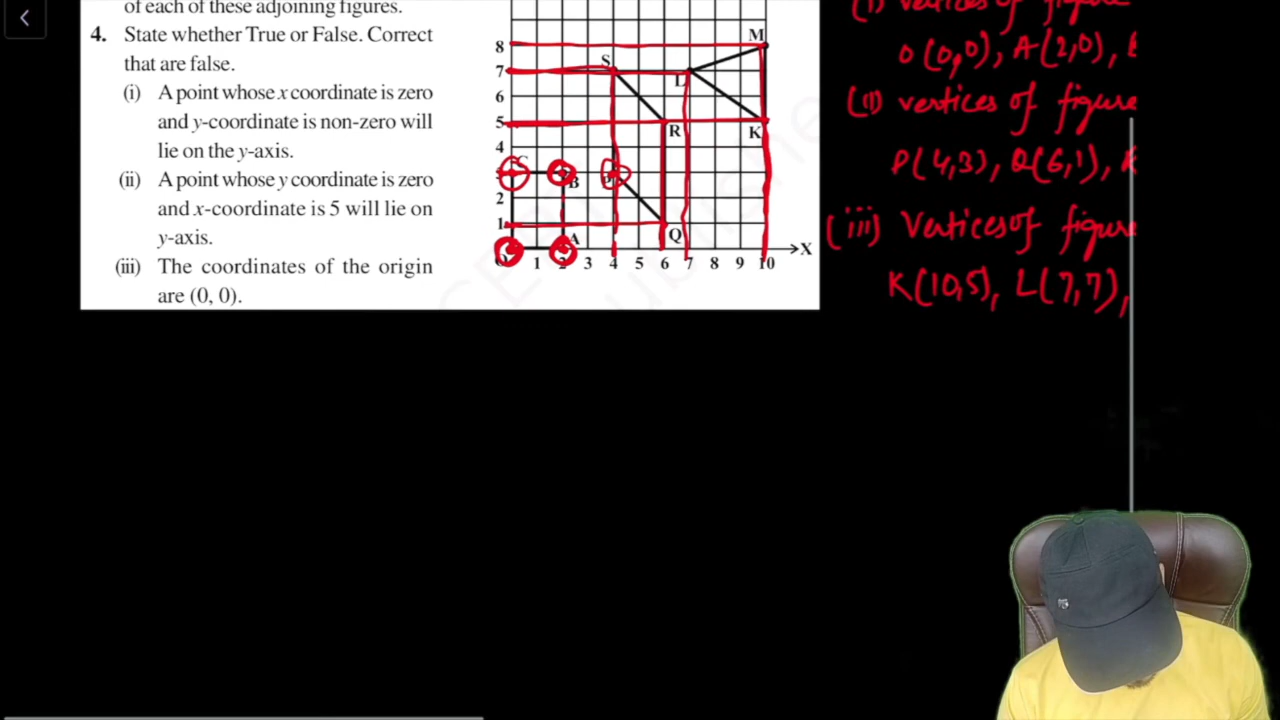 of each of these adjoining figures.
4. State whether True or False. Correct
that are false.
(i) A point whose x coordinate is zero
and y-coordinate is non-zero will
lie on the y-axis.
(ii) A point whose y coordinate is zero
and x-coordinate is 5 will lie on
y-axis.
(iii) The coordinates of the origin
are (0, 0).
8
7
6
5
4
2
1
M
S
L
R
K
C
B
P
A
Q
1 2 3 4 5 6 7 8 9 10
X
(i) vertices of figure
O(0,0), A(2,0),
(ii) vertices of figure
P(4,3), Q(6,1),
(iii) Vertices of figure
K(10,5), L(7,7),